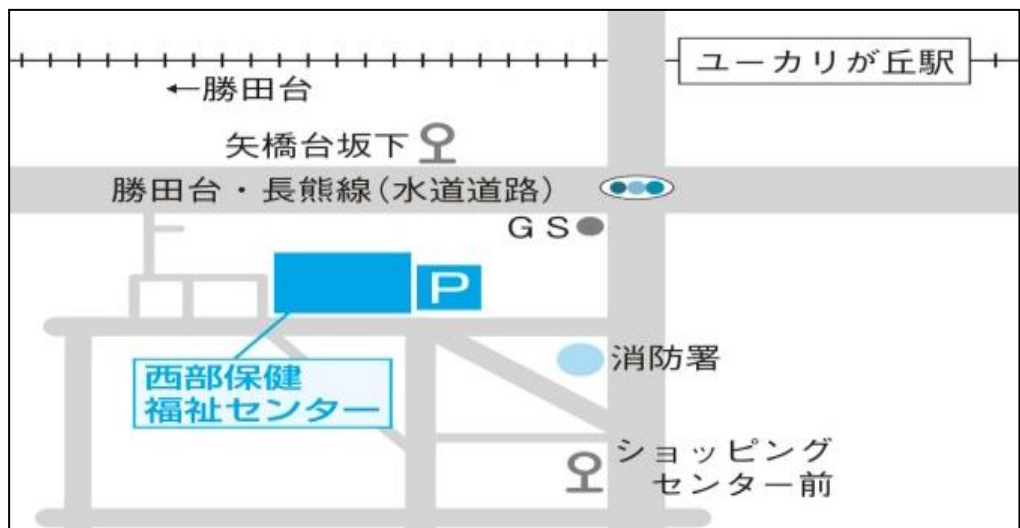 ユーカリが丘駅
←勝田台
矢橋台坂下
勝田台・長熊線(水道道路)
GS
P
西部保健
福祉センター
消防署
ショッピング
センター前